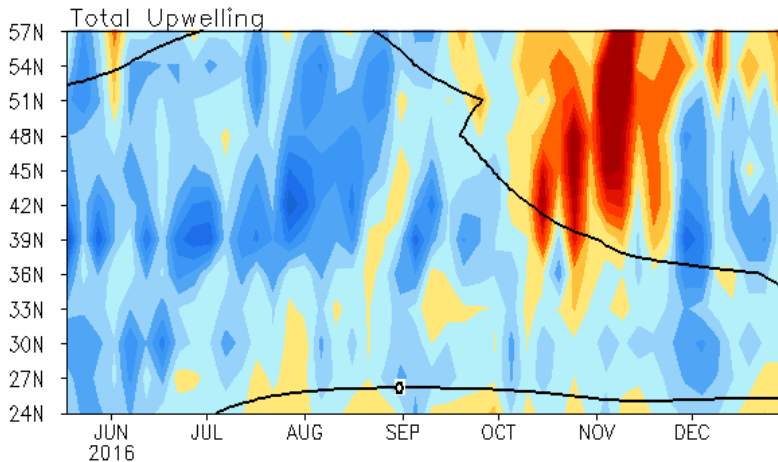 Total Upwelling
57N
54N
51N
48N
45N
42N
39N
36N
33N
30N
27N
24N
0
JUN JUL AUG SEP OCT NOV DEC
2016